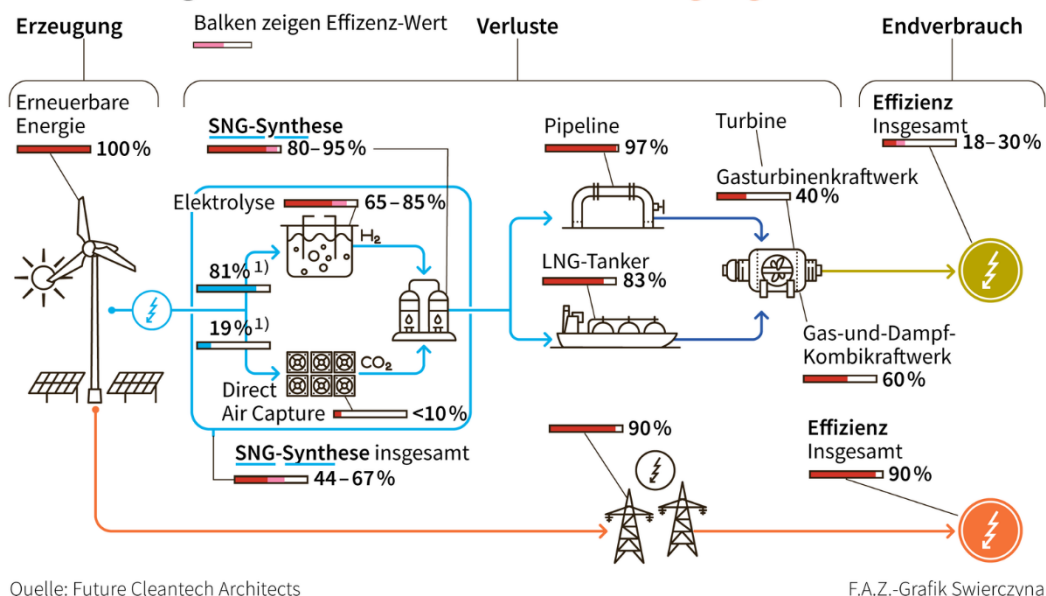 Erzeugung
Balken zeigen Effizenz-Wert
Verluste
Endverbrauch
Erneuerbare
Energie
100%
SNG-Synthese
80–95%
Elektrolyse
65–85%
H₂
81% 1)
19% 1)
CO₂
Direct
Air Capture
<10%
SNG-Synthese insgesamt
44–67%
Pipeline
97%
LNG-Tanker
83%
Turbine
Gasturbinenkraftwerk
40%
Gas-und-Dampf-
Kombikraftwerk
60%
Effizienz
Insgesamt
18–30%
90%
Effizienz
Insgesamt
90%
Quelle: Future Cleantech Architects
F.A.Z.-Grafik Swierczyna